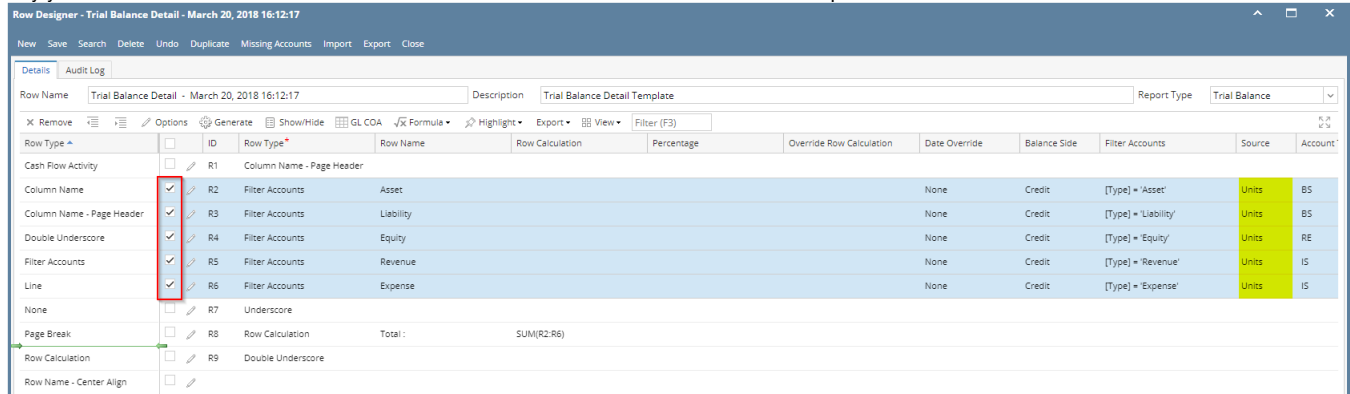 Row Designer - Trial Balance Detail - March 20, 2018 16:12:17
New Save Search Delete Undo Duplicate Missing Accounts Import Export Close
Details Audit Log
Row Name Trial Balance Detail - March 20, 2018 16:12:17 Description Trial Balance Detail Template Report Type Trial Balance
Remove Options Generate Show/Hide GL COA Formula Highlight Export View Filter (F3)
Row Type ID Row Type* Row Name Row Calculation Percentage Override Row Calculation Date Override Balance Side Filter Accounts Source Account
Cash Flow Activity R1 Column Name - Page Header
Column Name R2 Filter Accounts Asset None Credit [Type] = 'Asset' Units BS
Column Name - Page Header R3 Filter Accounts Liability None Credit [Type] = 'Liability' Units BS
Double Underscore R4 Filter Accounts Equity None Credit [Type] = 'Equity' Units RE
Filter Accounts R5 Filter Accounts Revenue None Credit [Type] = 'Revenue' Units IS
Line R6 Filter Accounts Expense None Credit [Type] = 'Expense' Units IS
None R7 Underscore
Page Break R8 Row Calculation Total : SUM(R2:R6)
Row Calculation R9 Double Underscore
Row Name - Center Align